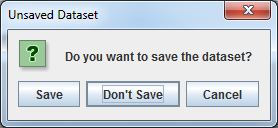 Unsaved Dataset
Do you want to save the dataset?
Save
Don't Save
Cancel